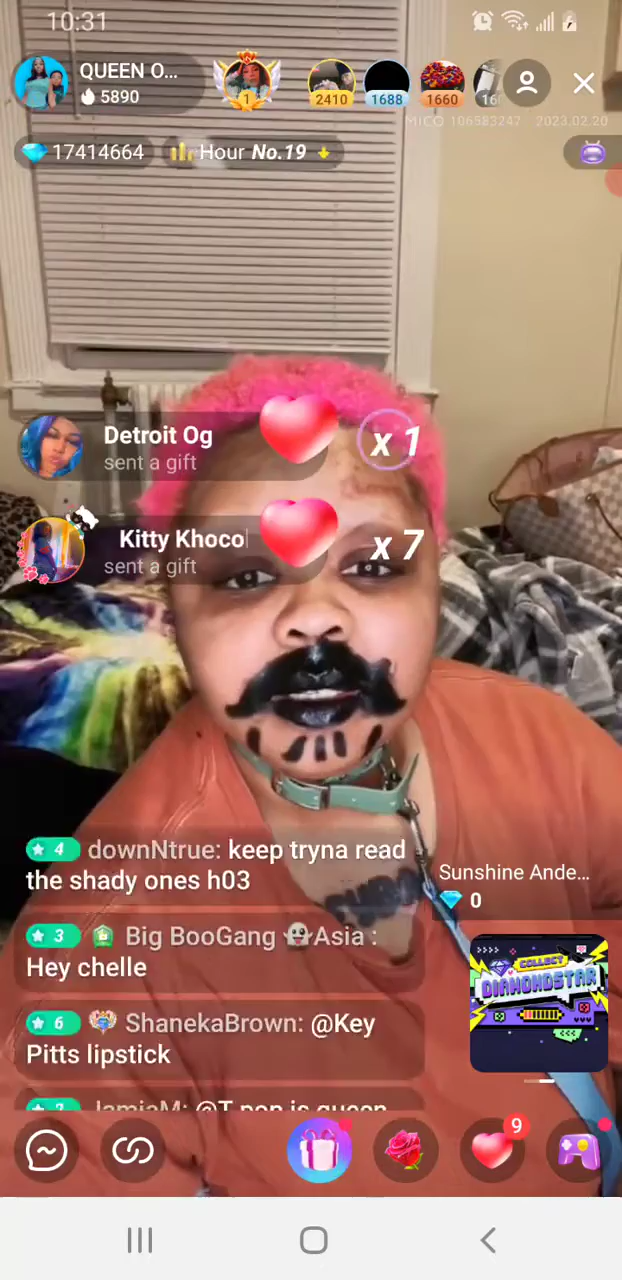 10:31
QUEEN O...
5890
1
2410
1688
1660
MICO 106583247 2023.02.20
17414664
Hour No.19
Detroit Og
sent a gift
x 1
Kitty Khoco
sent a gift
x 7
4 downNtrue: keep tryna read
the shady ones h03
Sunshine Ande...
0
3 Big BooGang 👻Asia :
Hey chelle
COLLECT
DIAMONDSTAR
6 ShanekaBrown: @Key
Pitts lipstick
9